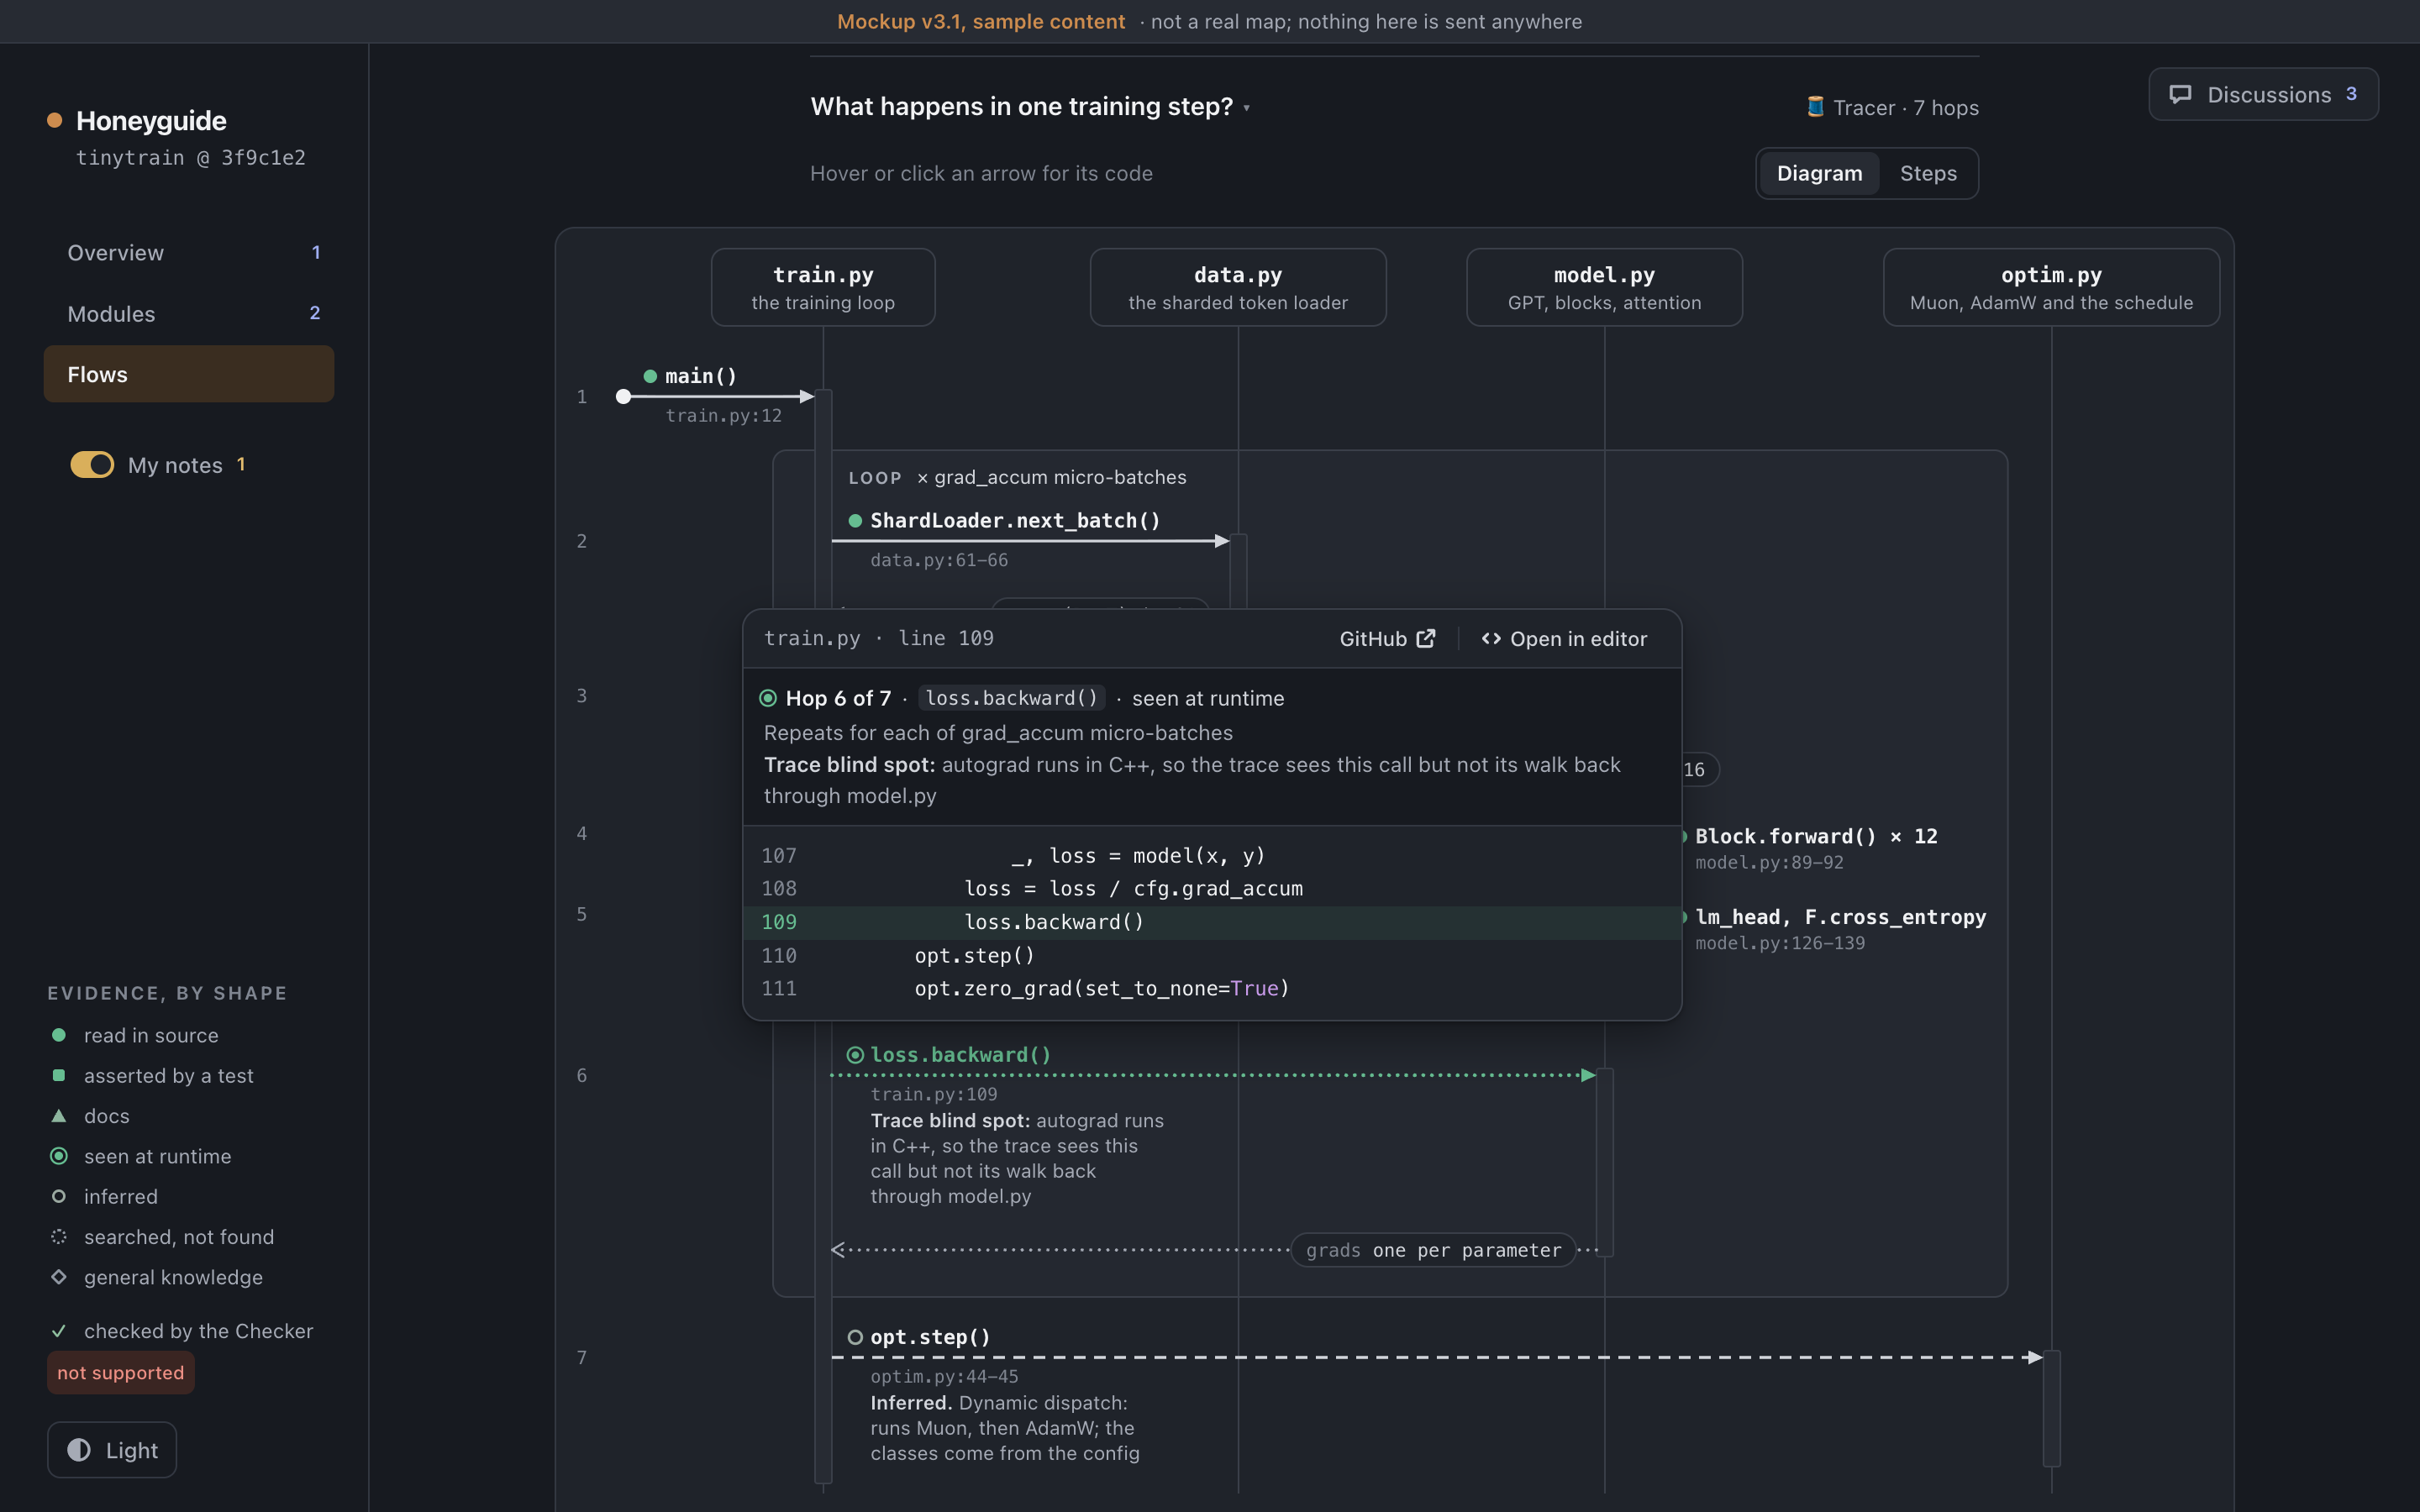 Mockup v3.1, sample content · not a real map; nothing here is sent anywhere
Honeyguide
tinytrain @ 3f9c1e2
Overview 1
Modules 2
Flows
My notes 1
EVIDENCE, BY SHAPE
read in source
asserted by a test
docs
seen at runtime
inferred
searched, not found
general knowledge
checked by the Checker
not supported
Light
What happens in one training step?
Tracer · 7 hops
Discussions 3
Hover or click an arrow for its code
Diagram Steps
train.py
the training loop
data.py
the sharded token loader
model.py
GPT, blocks, attention
optim.py
Muon, AdamW and the schedule
1
main()
train.py:12
LOOP × grad_accum micro-batches
2
ShardLoader.next_batch()
data.py:61–66
train.py · line 109
GitHub
Open in editor
3
Hop 6 of 7 · loss.backward() · seen at runtime
Repeats for each of grad_accum micro-batches
Trace blind spot: autograd runs in C++, so the trace sees this call but not its walk back
through model.py
16
4
107 _, loss = model(x, y)
108 loss = loss / cfg.grad_accum
109 loss.backward()
110 opt.step()
111 opt.zero_grad(set_to_none=True)
Block.forward() × 12
model.py:89–92
5
lm_head, F.cross_entropy
model.py:126–139
6
loss.backward()
train.py:109
Trace blind spot: autograd runs
in C++, so the trace sees this
call but not its walk back
through model.py
grads one per parameter
7
opt.step()
optim.py:44–45
Inferred. Dynamic dispatch:
runs Muon, then AdamW; the
classes come from the config